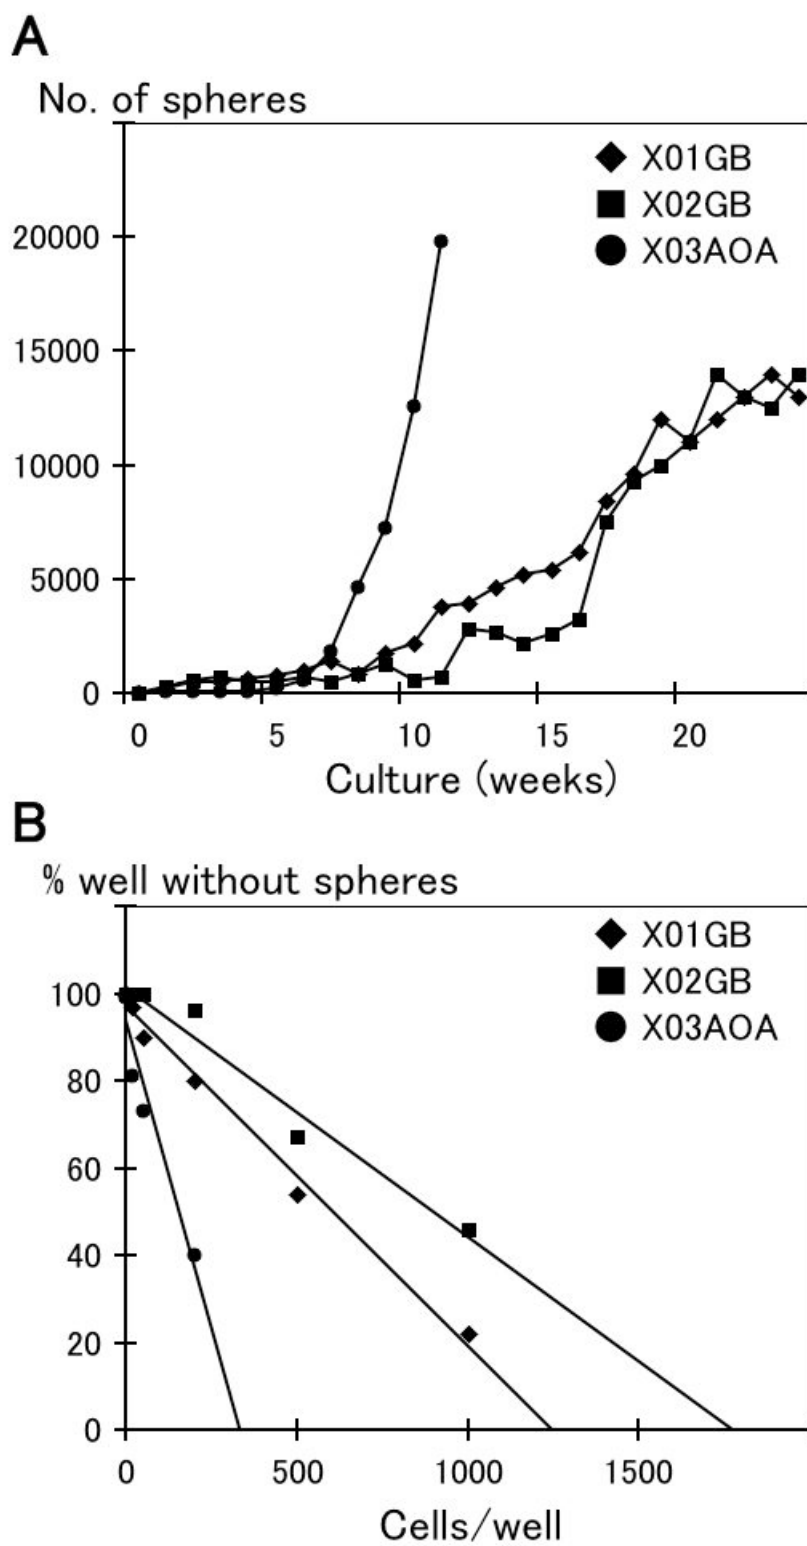 A
No. of spheres
X01GB
X02GB
X03AOA
20000
15000
10000
5000
0
0 5 10 15 20
Culture (weeks)
B
% well without spheres
X01GB
X02GB
X03AOA
100
80
60
40
20
0
0 500 1000 1500
Cells/well